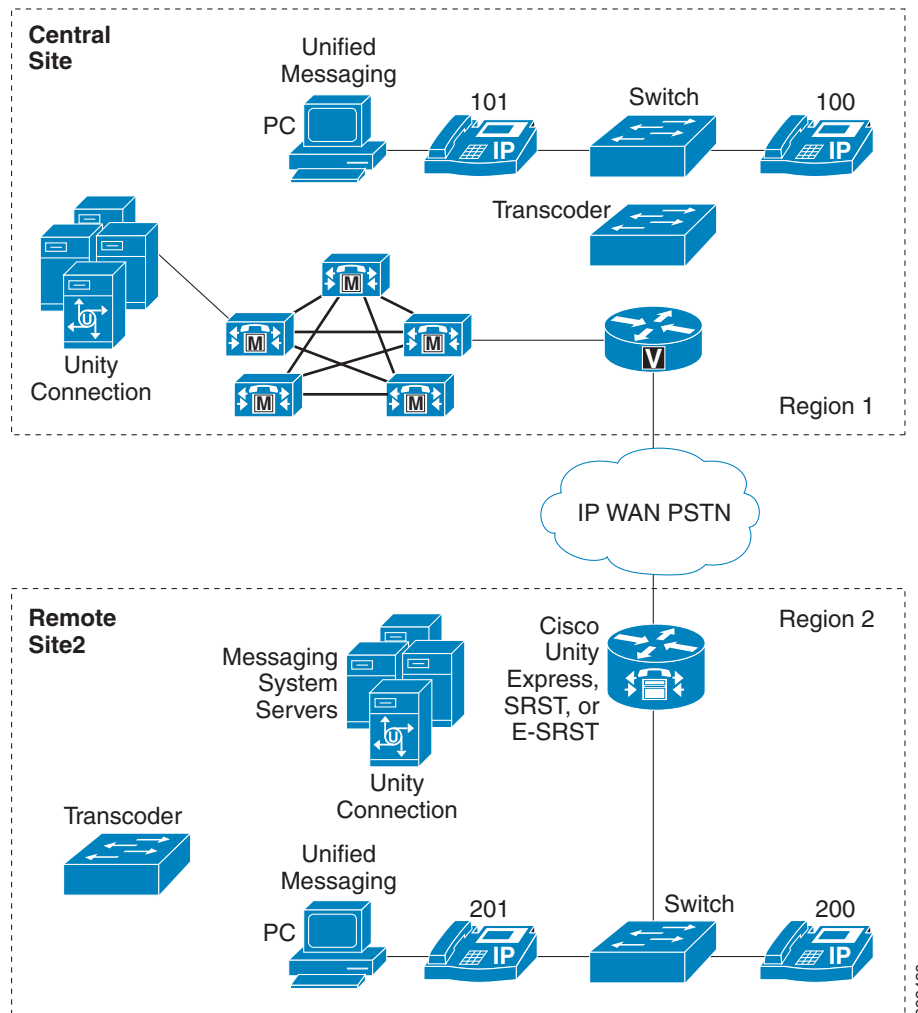 Central
Site
Unified
Messaging
PC
101
IP
Switch
100
IP
Transcoder
U
Unity
Connection
M
M
M
M
M
V
Region 1
IP WAN PSTN
Remote
Site2
Region 2
Messaging
System
Servers
U
Unity
Connection
Cisco
Unity
Express,
SRST, or
E-SRST
Transcoder
Unified
Messaging
PC
201
IP
Switch
200
IP